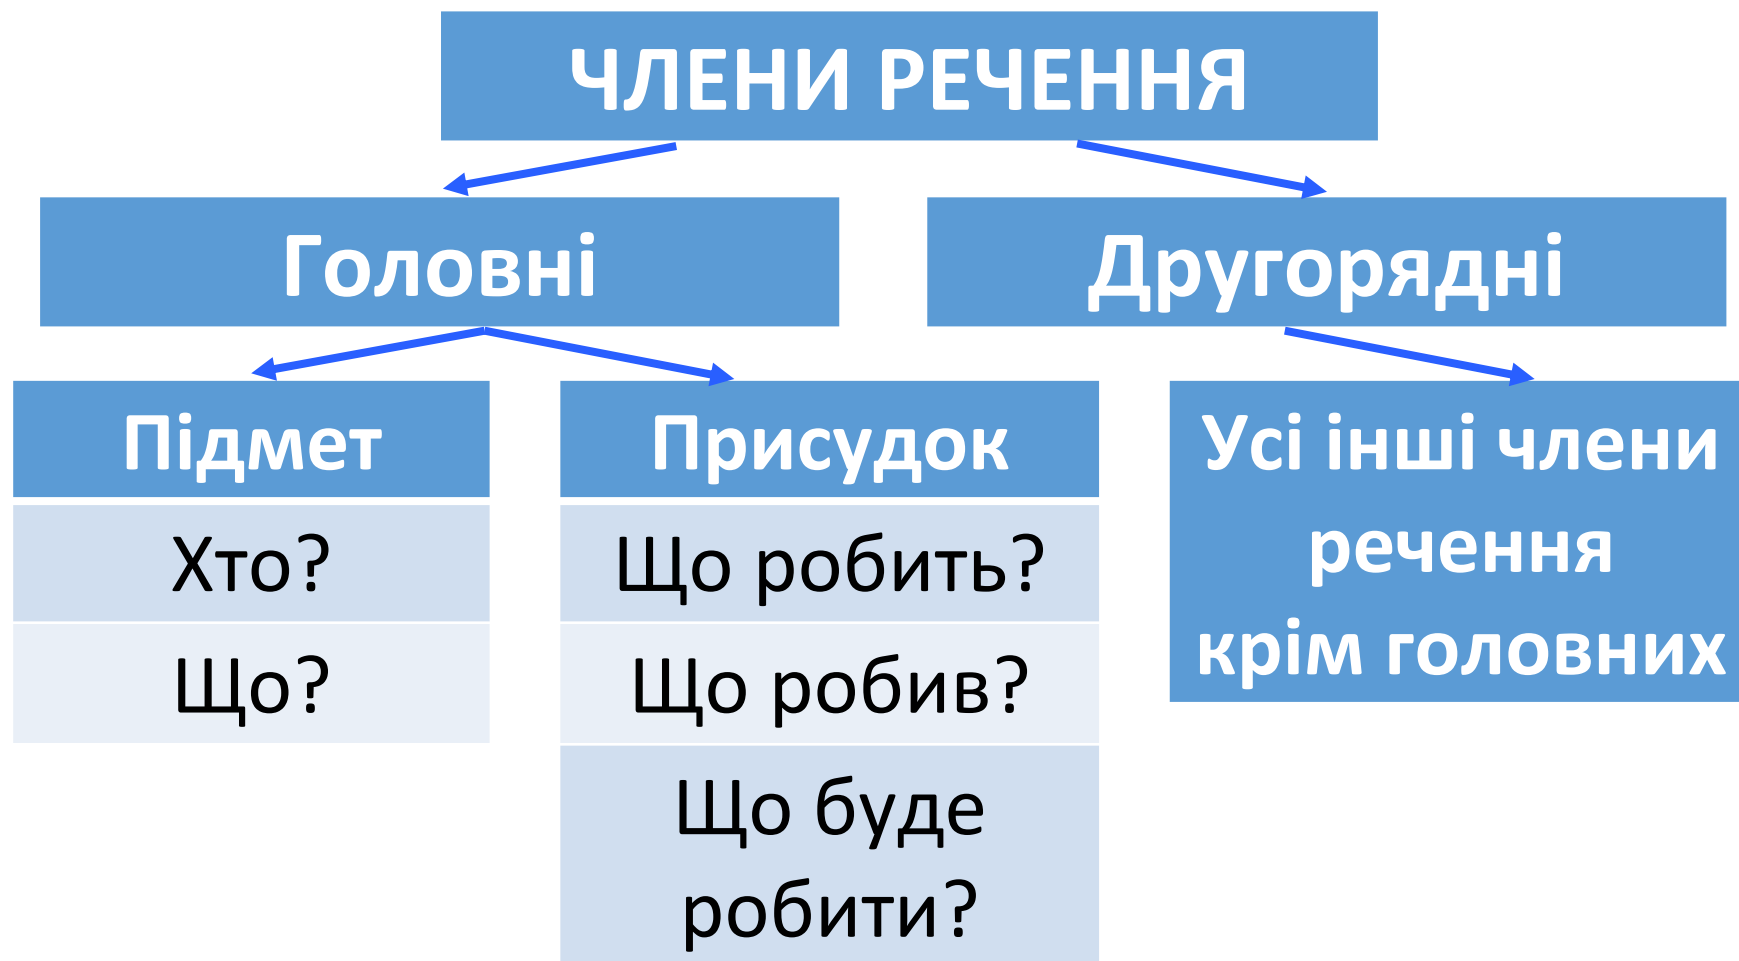 ЧЛЕНИ РЕЧЕННЯ
Головні
Другорядні
Підмет
Хто?
Що?
Присудок
Що робить?
Що робив?
Що буде
робити?
Усі інші члени
речення
крім головних